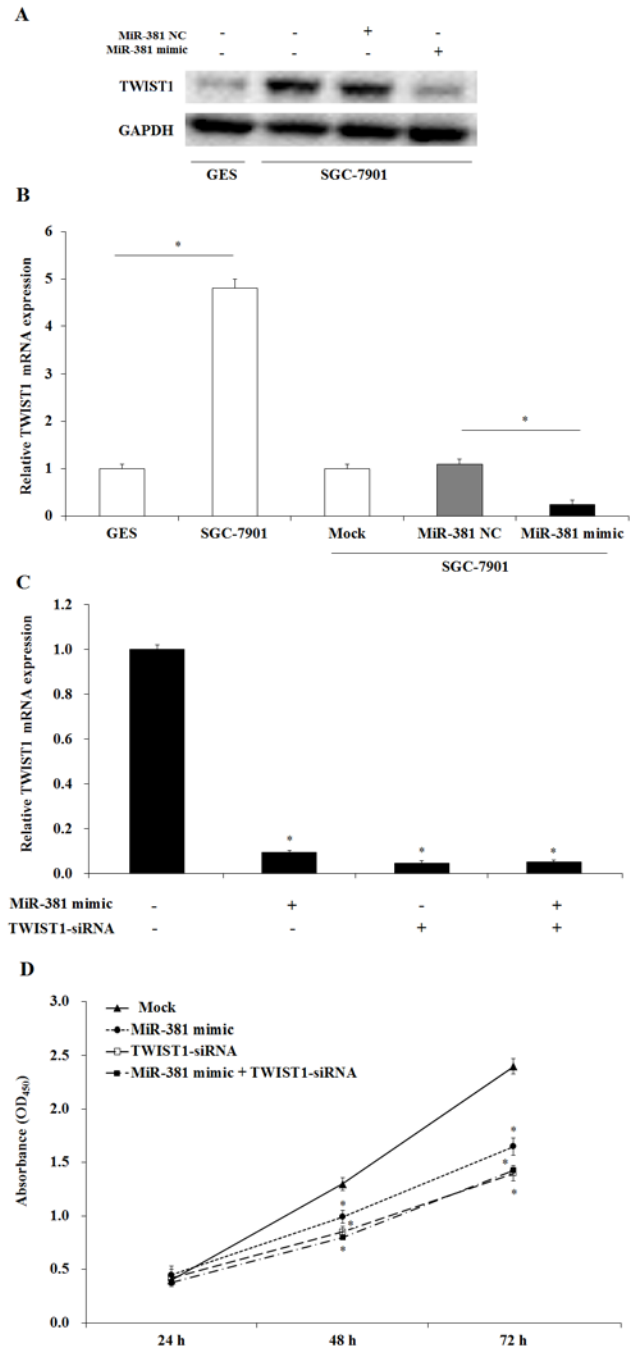 A
MiR-381 NC - - + -
MiR-381 mimic - - - +
TWIST1
GAPDH
GES SGC-7901
B
Relative TWIST1 mRNA expression
6
5
4
3
2
1
0
*
*
GES SGC-7901 Mock MiR-381 NC MiR-381 mimic
SGC-7901
C
Relative TWIST1 mRNA expression
1.2
1.0
0.8
0.6
0.4
0.2
0.0
* * *
MiR-381 mimic - + - +
TWIST1-siRNA - - + +
D
Absorbance (OD450)
3.0
2.5
2.0
1.5
1.0
0.5
0.0
Mock
MiR-381 mimic
TWIST1-siRNA
MiR-381 mimic + TWIST1-siRNA
*
*
*
*
*
*
24 h 48 h 72 h